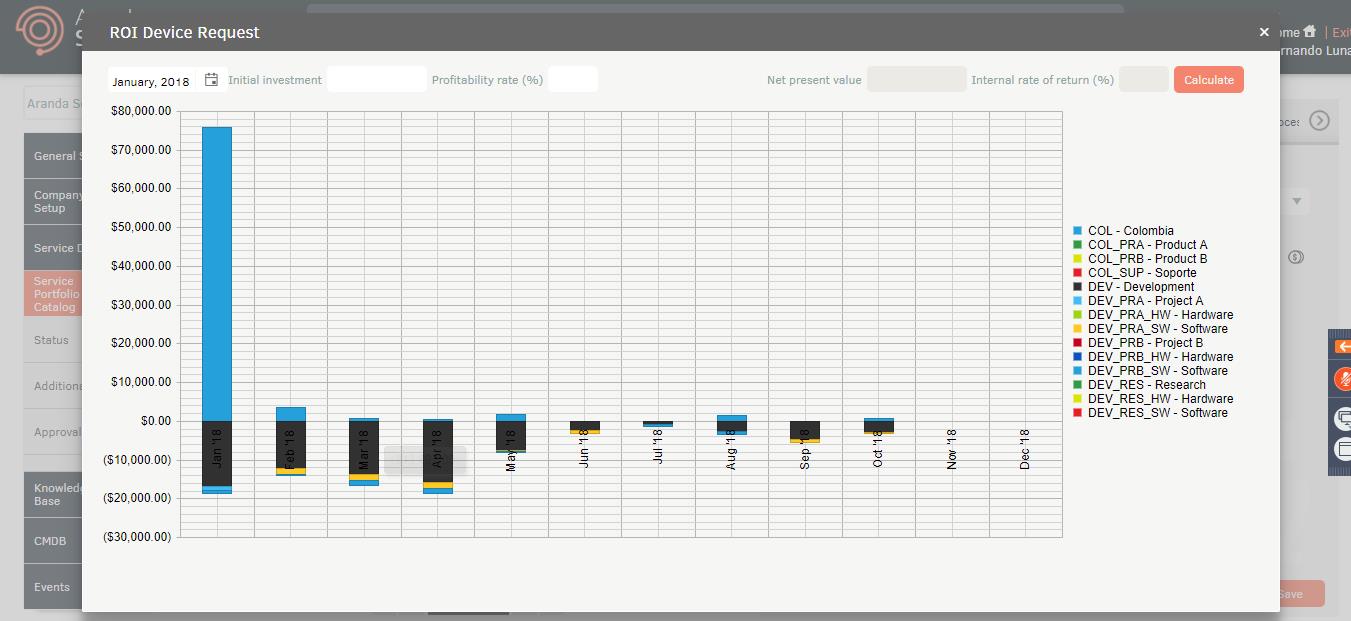 ROI Device Request
×
Exi
January, 2018
Initial investment
Profitability rate (%)
Net present value
Internal rate of return (%)
Calculate
Aranda
General
Company
Setup
Service
Service
Portfolio
Catalog
Status
Approval
Base
CMDB
Events
Save
$80,000.00
$70,000.00
$60,000.00
$50,000.00
$40,000.00
$30,000.00
$20,000.00
$10,000.00
$0.00
($10,000.00)
($20,000.00)
($30,000.00)
Jan '18
Feb '18
Mar '18
Apr '18
May '18
Jun '18
Jul '18
Aug '18
Sep '18
Oct '18
Nov '18
Dec '18
COL - Colombia
COL_PRA - Product A
COL_PRB - Product B
COL_SUP - Soporte
DEV - Development
DEV_PRA - Project A
DEV_PRA_HW - Hardware
DEV_PRA_SW - Software
DEV_PRB - Project B
DEV_PRB_HW - Hardware
DEV_PRB_SW - Software
DEV_RES - Research
DEV_RES_HW - Hardware
DEV_RES_SW - Software